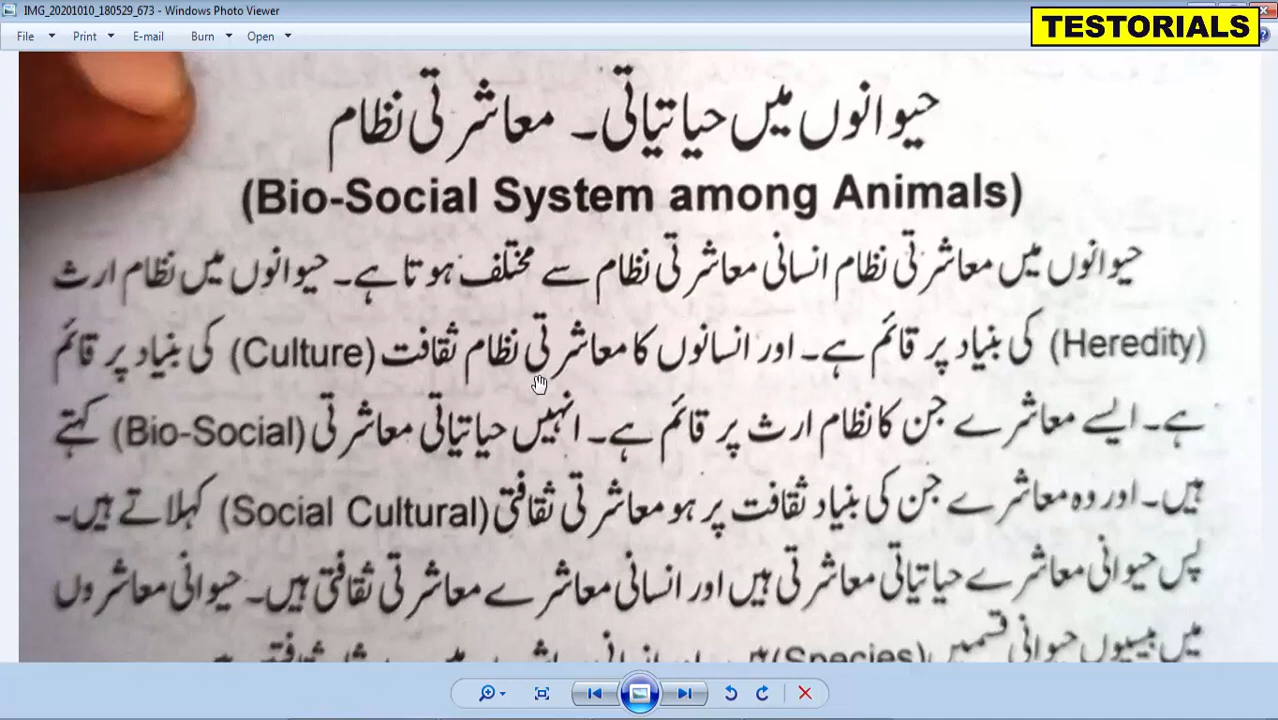 IMG_20201010_180529_673 - Windows Photo Viewer
TESTORIALS
File Print E-mail Burn Open
حیوانوں میں حیاتیاتی۔ معاشرتی نظام
(Bio-Social System among Animals)
حیوانوں میں معاشرتی نظام انسانی معاشرتی نظام سے مختلف ہوتا ہے۔ حیوانوں میں نظام ارث
(Heredity) کی بنیاد پر قائم ہے۔ اور انسانوں کا معاشرتی نظام ثقافت (Culture) کی بنیاد پر قائم
ہے۔ ایسے معاشرے جن کا نظام ارث پر قائم ہے۔ انہیں حیاتیاتی معاشرتی (Bio-Social) کہتے
ہیں۔ اور وہ معاشرے جن کی بنیاد ثقافت پر ہو معاشرتی ثقافتی (Social Cultural) کہلاتے ہیں۔
پس حیوانی معاشرے حیاتیاتی معاشرتی ہیں اور انسانی معاشرے معاشرتی ثقافتی ہیں۔ حیوانی معاشروں
میں بیسیوں حیوانی قسمیں (Species)